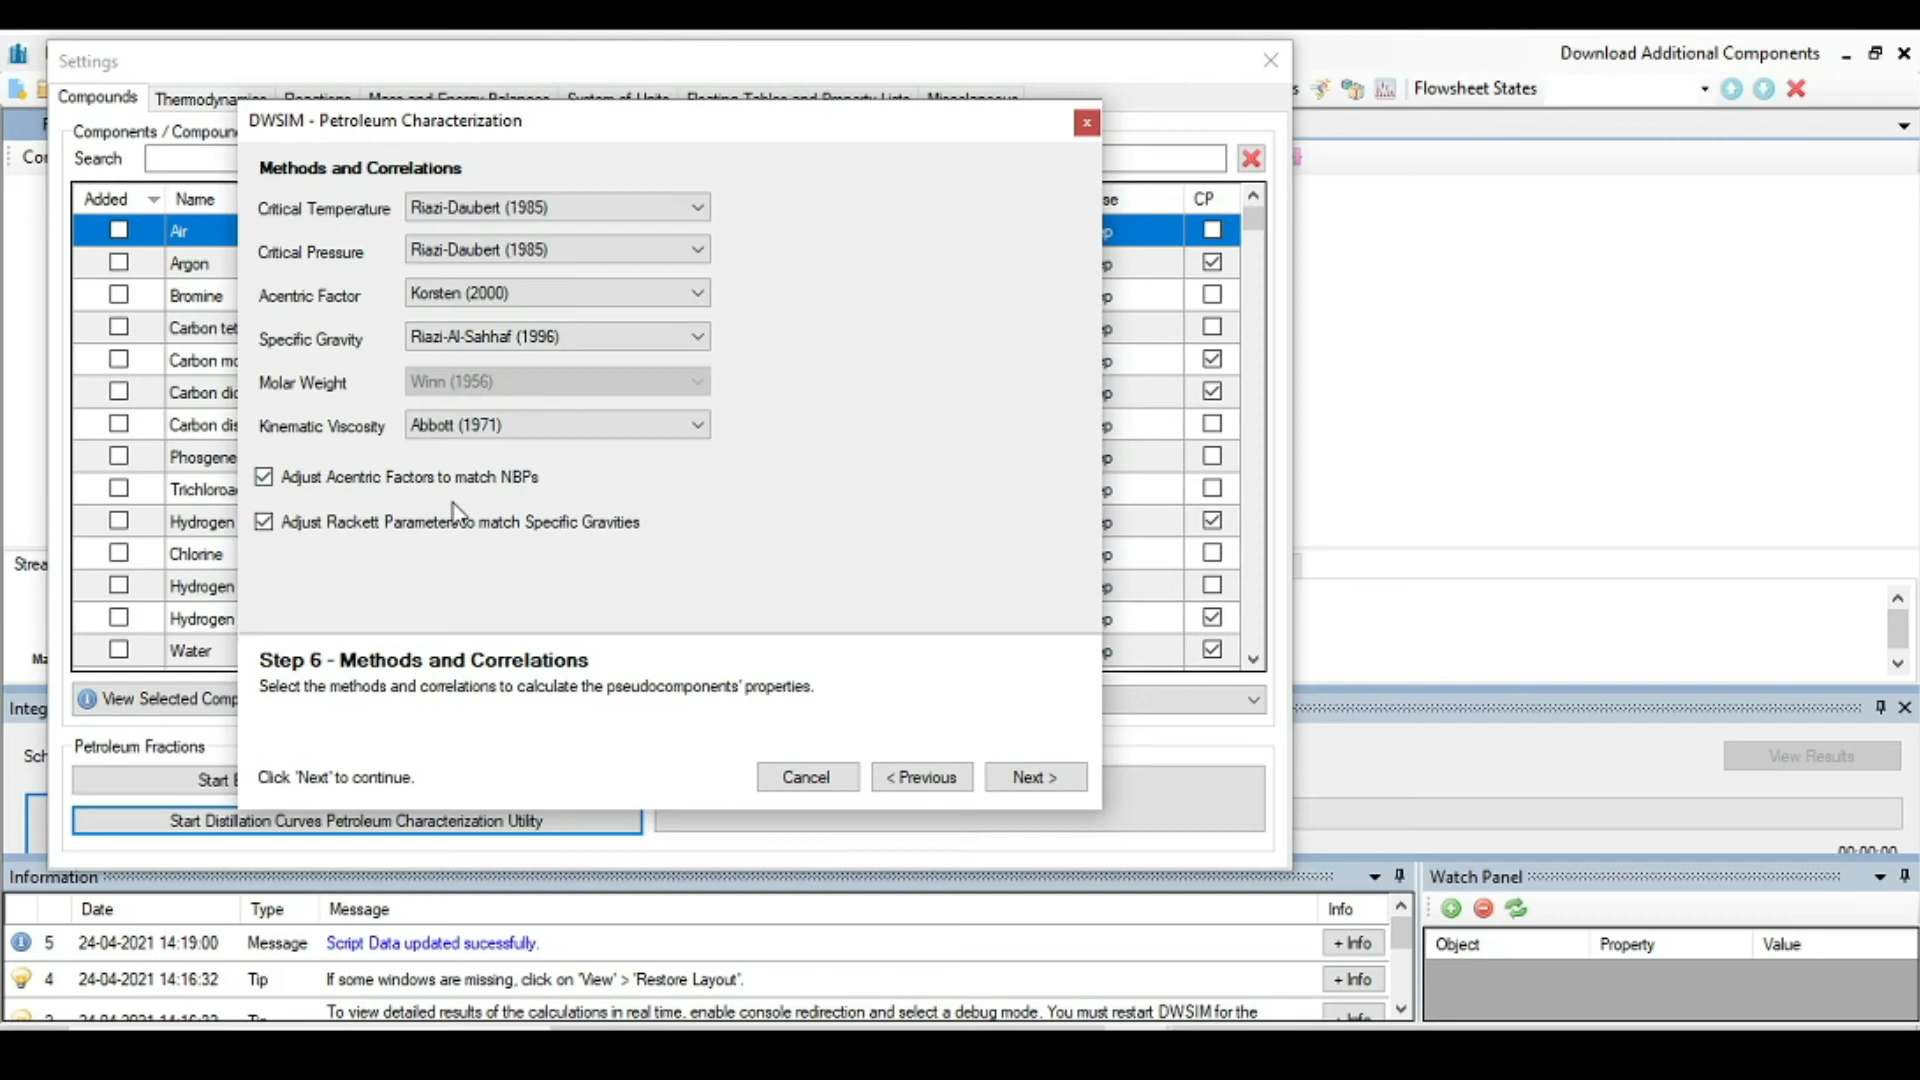 Settings
Download Additional Components
Compounds
Flowsheet States
DWSIM - Petroleum Characterization
Components /
Search
Methods and Correlations
Added
Name
CP
Critical Temperature
Riazi-Daubert (1985)
Air
Critical Pressure
Riazi-Daubert (1985)
Argon
Acentric Factor
Korsten (2000)
Bromine
Specific Gravity
Riazi-Al-Sahhaf (1996)
Carbon
Molar Weight
Winn (1956)
Carbon
Kinematic Viscosity
Abbott (1971)
Carbon
Carbon
Phosgene
Adjust Acentric Factors to match NBPs
Adjust Rackett Parameters to match Specific Gravities
Hydrogen
Chlorine
Hydrogen
Hydrogen
Water
Step 6 - Methods and Correlations
Select the methods and correlations to calculate the pseudocomponents' properties.
View Selected
Petroleum Fractions
View Results
Start
Click 'Next' to continue.
Cancel
< Previous
Next >
Start Distillation Curves Petroleum Characterization Utility
00:00:00
Information
Watch Panel
Date
Type
Message
Info
5
24-04-2021 14:19:00
Message
Script Data updated sucessfully.
+ Info
Object
Property
Value
4
24-04-2021 14:16:32
Tip
If some windows are missing, click on 'View' > 'Restore Layout'.
+ Info
To view detailed results of the calculations in real time, enable console redirection and select a debug mode. You must restart DWSIM for the